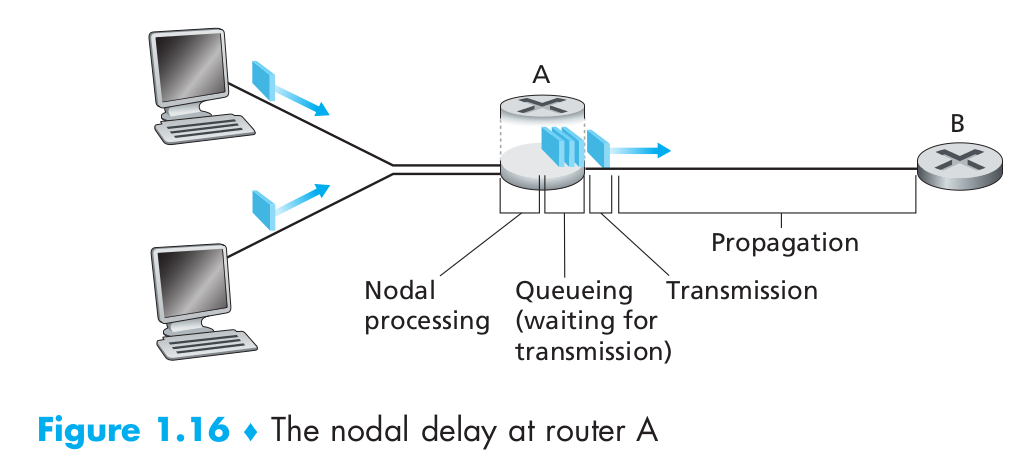 A
B
Propagation
Nodal
processing
Queueing
(waiting for
transmission)
Transmission
Figure 1.16 ♦ The nodal delay at router A